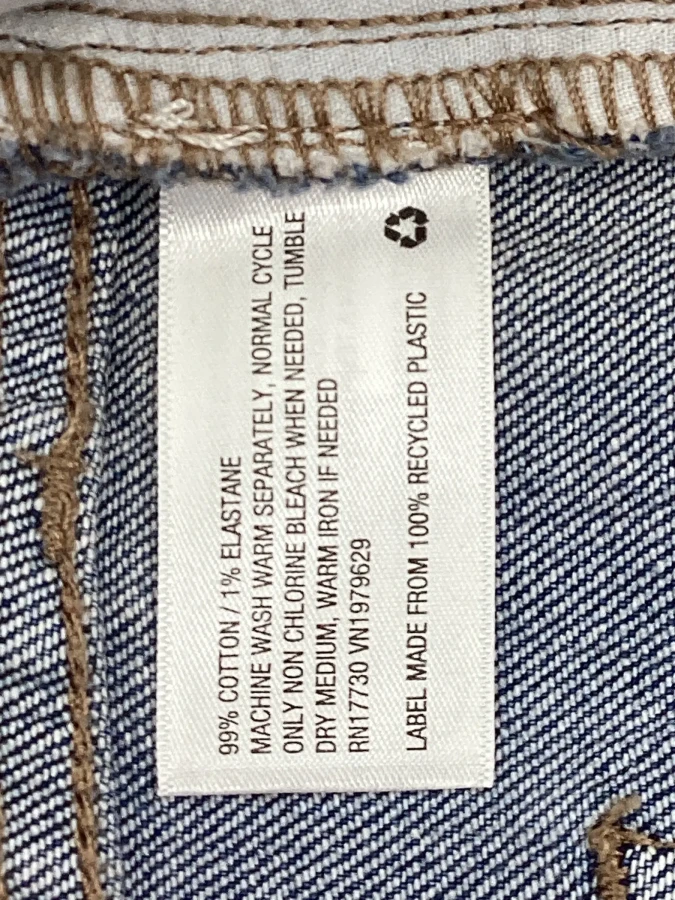 99% COTTON / 1% ELASTANE
MACHINE WASH WARM SEPARATELY, NORMAL CYCLE
ONLY NON CHLORINE BLEACH WHEN NEEDED, TUMBLE
DRY MEDIUM, WARM IRON IF NEEDED
RN17730 VN1979629
LABEL MADE FROM 100% RECYCLED PLASTIC